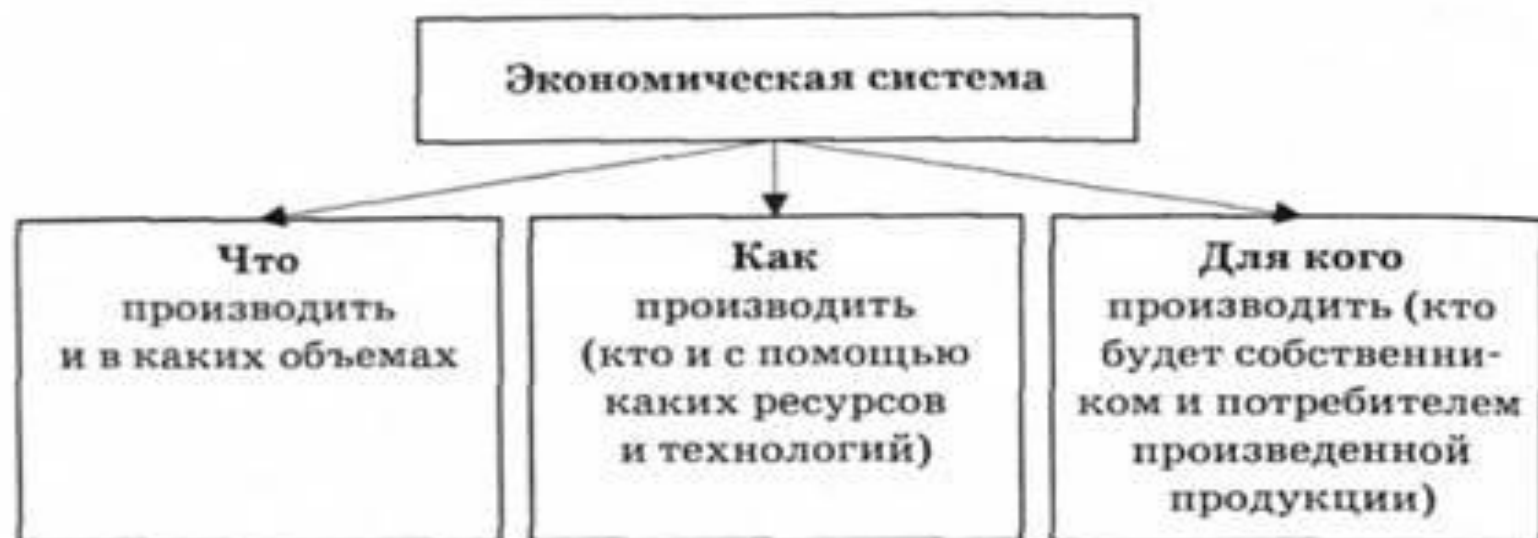 Экономическая система
Что
производить
и в каких объемах
Как
производить
(кто и с помощью
каких ресурсов
и технологий)
Для кого
производить (кто
будет собственни-
ком и потребителем
произведенной
продукции)